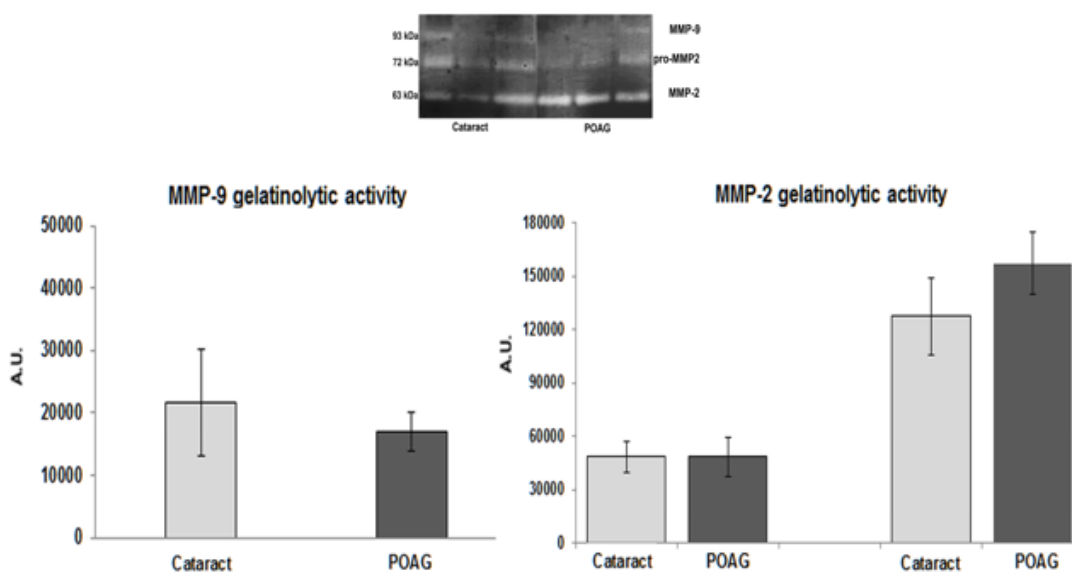 93 kDa
MMP-9
72 kDa
pro-MMP2
63 kDa
MMP-2
Cataract POAG
MMP-9 gelatinolytic activity
50000
40000
30000
20000
10000
0
A.U.
Cataract POAG
MMP-2 gelatinolytic activity
180000
150000
120000
90000
60000
30000
0
A.U.
Cataract POAG Cataract POAG